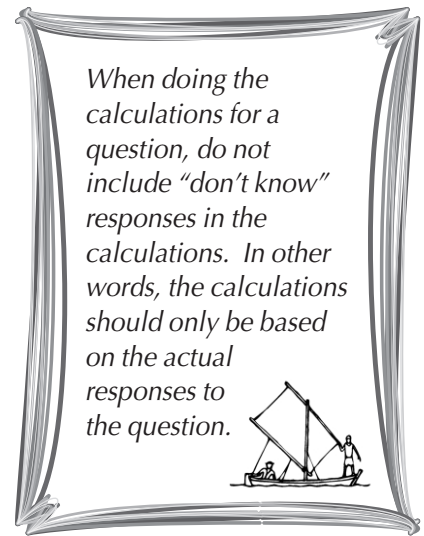 When doing the
calculations for a
question, do not
include “don’t know”
responses in the
calculations.  In other
words, the calculations
should only be based
on the actual
responses to
the question.